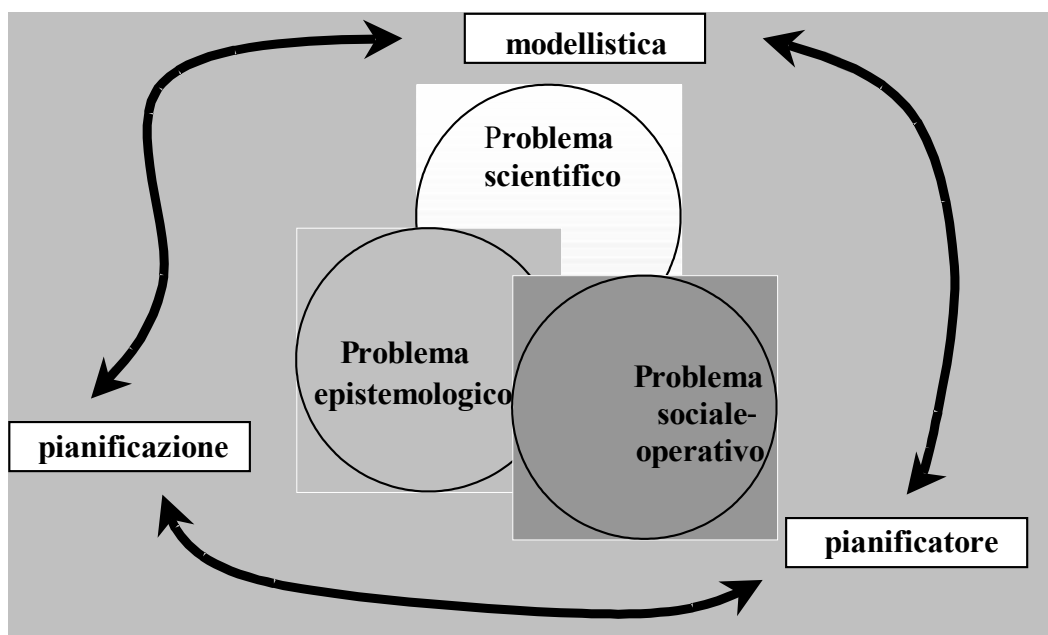 modellistica
Problema
scientifico
Problema
epistemologico
Problema
sociale-
operativo
pianificazione
pianificatore